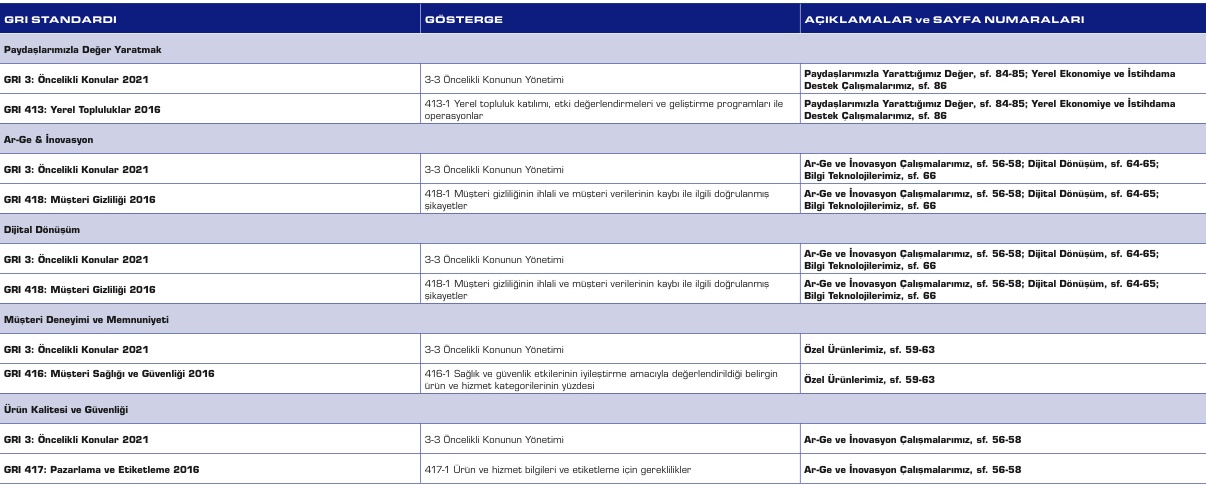 GRI STANDARDI GÖSTERGE AÇIKLAMALAR ve SAYFA NUMARALARI
Paydaşlarımızla Değer Yaratmak
GRI 3: Öncelikli Konular 2021
3-3 Öncelikli Konunun Yönetimi
Paydaşlarımızla Yarattığımız Değer, sf. 84-85; Yerel Ekonomiye ve İstihdama
Destek Çalışmalarımız, sf. 86
GRI 413: Yerel Topluluklar 2016
413-1 Yerel topluluk katılımı, etki değerlendirmeleri ve geliştirme programları ile
operasyonlar
Paydaşlarımızla Yarattığımız Değer, sf. 84-85; Yerel Ekonomiye ve İstihdama
Destek Çalışmalarımız, sf. 86
Ar-Ge & İnovasyon
GRI 3: Öncelikli Konular 2021
3-3 Öncelikli Konunun Yönetimi
Ar-Ge ve İnovasyon Çalışmalarımız, sf. 56-58; Dijital Dönüşüm, sf. 64-65;
Bilgi Teknolojilerimiz, sf. 66
GRI 418: Müşteri Gizliliği 2016
418-1 Müşteri gizliliğinin ihlali ve müşteri verilerinin kaybı ile ilgili doğrulanmış
şikayetler
Ar-Ge ve İnovasyon Çalışmalarımız, sf. 56-58; Dijital Dönüşüm, sf. 64-65;
Bilgi Teknolojilerimiz, sf. 66
Dijital Dönüşüm
GRI 3: Öncelikli Konular 2021
3-3 Öncelikli Konunun Yönetimi
Ar-Ge ve İnovasyon Çalışmalarımız, sf. 56-58; Dijital Dönüşüm, sf. 64-65;
Bilgi Teknolojilerimiz, sf. 66
GRI 418: Müşteri Gizliliği 2016
418-1 Müşteri gizliliğinin ihlali ve müşteri verilerinin kaybı ile ilgili doğrulanmış
şikayetler
Ar-Ge ve İnovasyon Çalışmalarımız, sf. 56-58; Dijital Dönüşüm, sf. 64-65;
Bilgi Teknolojilerimiz, sf. 66
Müşteri Deneyimi ve Memnuniyeti
GRI 3: Öncelikli Konular 2021
3-3 Öncelikli Konunun Yönetimi
Özel Ürünlerimiz, sf. 59-63
GRI 416: Müşteri Sağlığı ve Güvenliği 2016
416-1 Sağlık ve güvenlik etkilerinin iyileştirme amacıyla değerlendirildiği belirgin
ürün ve hizmet kategorilerinin yüzdesi
Özel Ürünlerimiz, sf. 59-63
Ürün Kalitesi ve Güvenliği
GRI 3: Öncelikli Konular 2021
3-3 Öncelikli Konunun Yönetimi
Ar-Ge ve İnovasyon Çalışmalarımız, sf. 56-58
GRI 417: Pazarlama ve Etiketleme 2016
417-1 Ürün ve hizmet bilgileri ve etiketleme için gereklilikler
Ar-Ge ve İnovasyon Çalışmalarımız, sf. 56-58